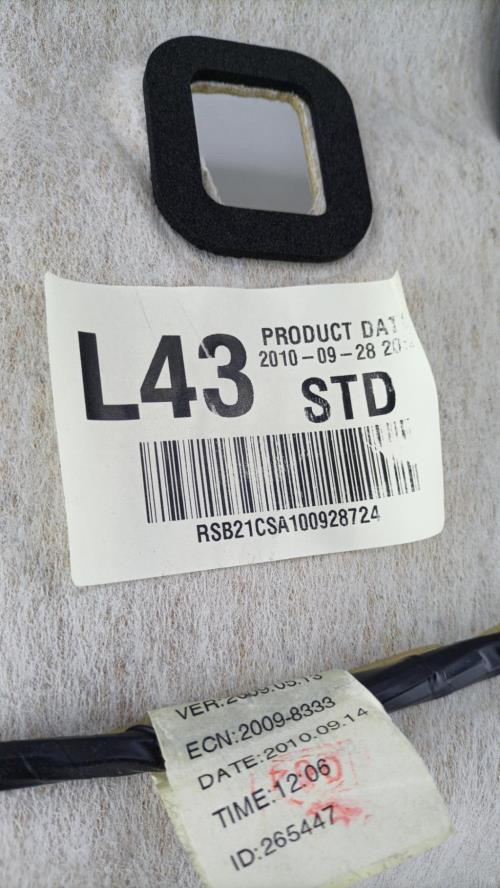 L43
PRODUCT
2010-09-28
STD
RSB21CSA100928724
ECN:2009-8333
DATE:2010.09.14
TIME:12:06
ID:265447